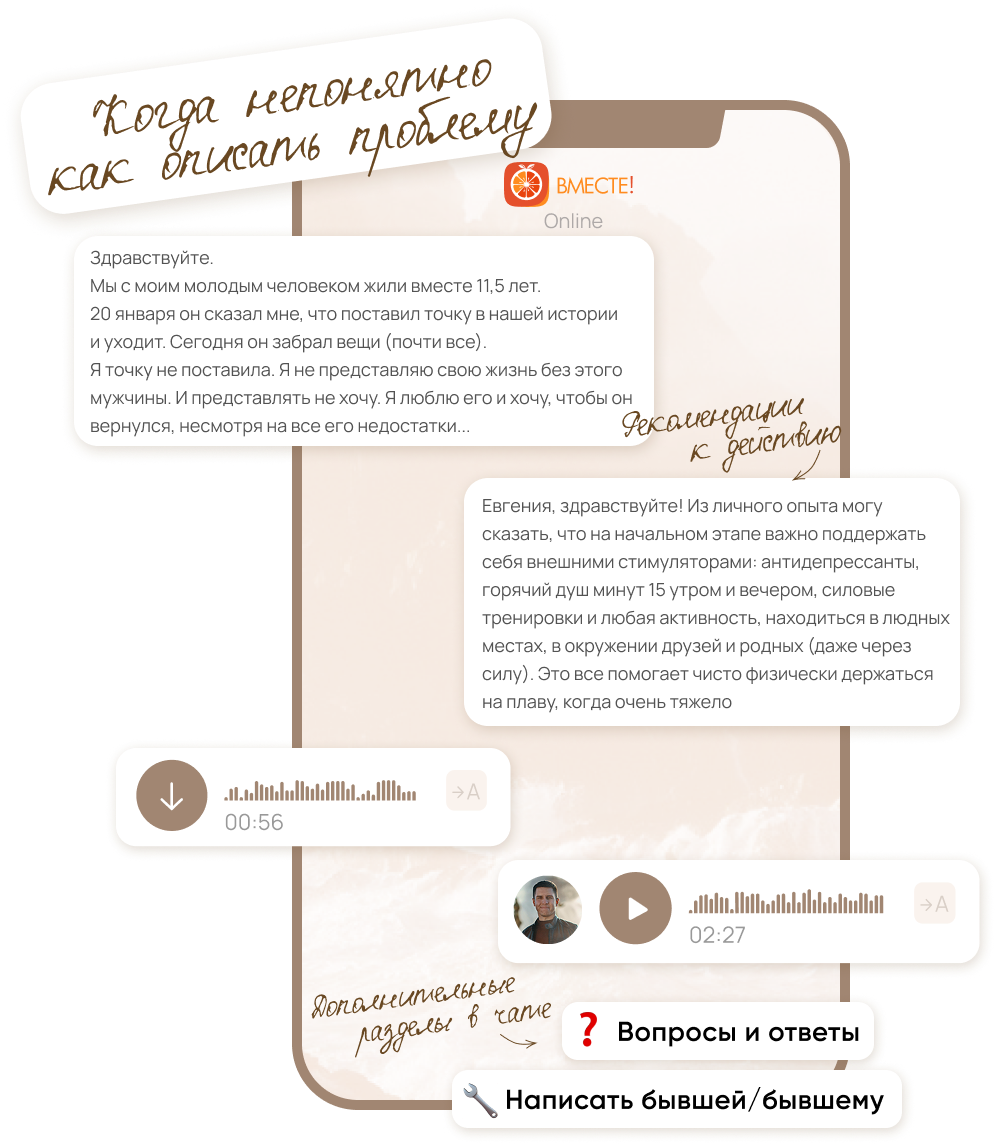 Когда непонятно
как описать проблему
ВМЕСТЕ!
Online
Здравствуйте.
Мы с моим молодым человеком жили вместе 11,5 лет.
20 января он сказал мне, что поставил точку в нашей истории
и уходит. Сегодня он забрал вещи (почти все).
Я точку не поставила. Я не представляю свою жизнь без этого
мужчины. И представлять не хочу. Я люблю его и хочу, чтобы он
вернулся, несмотря на все его недостатки...
Рекомендации
к действию
Евгения, здравствуйте! Из личного опыта могу
сказать, что на начальном этапе важно поддержать
себя внешними стимуляторами: антидепрессанты,
горячий душ минут 15 утром и вечером, силовые
тренировки и любая активность, находиться в людных
местах, в окружении друзей и родных (даже через
силу). Это все помогает чисто физически держаться
на плаву, когда очень тяжело
→A
00:56
→A
02:27
Дополнительные
разделы в чате
❓ Вопросы и ответы
🔧 Написать бывшей/бывшему